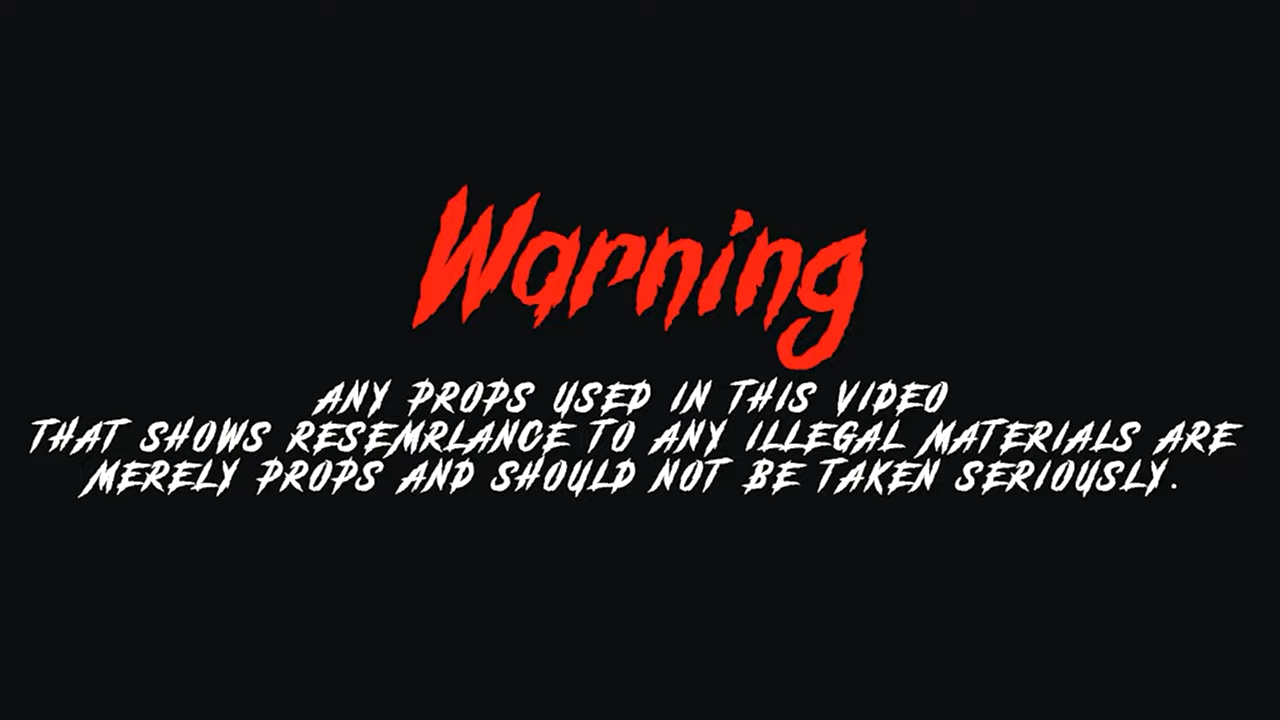 Warning
ANY PROPS USED IN THIS VIDEO
THAT SHOWS RESEMRLANCE TO ANY ILLEGAL MATERIALS ARE
MERELY PROPS AND SHOULD NOT BE TAKEN SERIOUSLY.